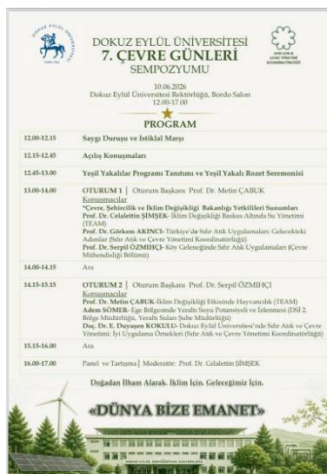 DOKUZ EYLÜL ÜNİVERSİTESİ
7. ÇEVRE GÜNLERİ
SEMPOZYUMU
10.06.2026
Dokuz Eylül Üniversitesi Rektörlüğü, Bordo Salon
12.00-17.00
PROGRAM
12.00-12.15 Saygı Duruşu ve İstiklal Marşı
12.15-12.45 Açılış Konuşmaları
12.45-13.00 Yeşil Yakalılar Programı Tanıtımı ve Yeşil Yakalı Rozet Seremonisi
13.00-14.00 OTURUM 1 | Oturum Başkanı Prof. Dr. Metin ÇABUK
Konuşmacılar
*Çevre, Şehircilik ve İklim Değişikliği Bakanlığı Yetkilileri Sunumları
Prof. Dr. Celalettin ŞİMŞEK- İklim Değişikliği Baskısı Altında Su Yönetimi
(TEAM)
Prof. Dr. Görkem AKINCI- Türkiye'de Sıfır Atık Uygulamaları: Gelecekteki
Adımlar (Sıfır Atık ve Çevre Yönetimi Koordinatörlüğü)
Prof. Dr. Serpil ÖZMIHÇI- Köy Geleneğinde Sıfır Atık Uygulamaları (Çevre
Mühendisliği Bölümü)
14.00-14.15 Ara
14.15-15.15 OTURUM 2 | Oturum Başkanı Prof. Dr. Serpil ÖZMIHÇI
Konuşmacılar
Prof. Dr. Metin ÇABUK-İklim Değişikliği Etkisinde Hayvancılık (TEAM)
Adem SÖMER- Ege Bölgesinde Yeraltı Suyu Potansiyeli ve İzlenmesi (DSİ 2.
Bölge Müdürlüğü, Yeraltı Suları Şube Müdürlüğü)
Doç. Dr. E. Duyuşen KOKULU- Dokuz Eylül Üniversitesi'nde Sıfır Atık ve Çevre
Yönetimi: İyi Uygulama Örnekleri (Sıfır Atık ve Çevre Yönetimi Koordinatörlüğü)
15.15-16.00 Ara
16.00-17.00 Panel ve Tartışma | Moderatör: Prof. Dr. Celalettin ŞİMŞEK
Doğadan İlham Alarak. İklim İçin. Geleceğimiz İçin.
«DÜNYA BİZE EMANET»